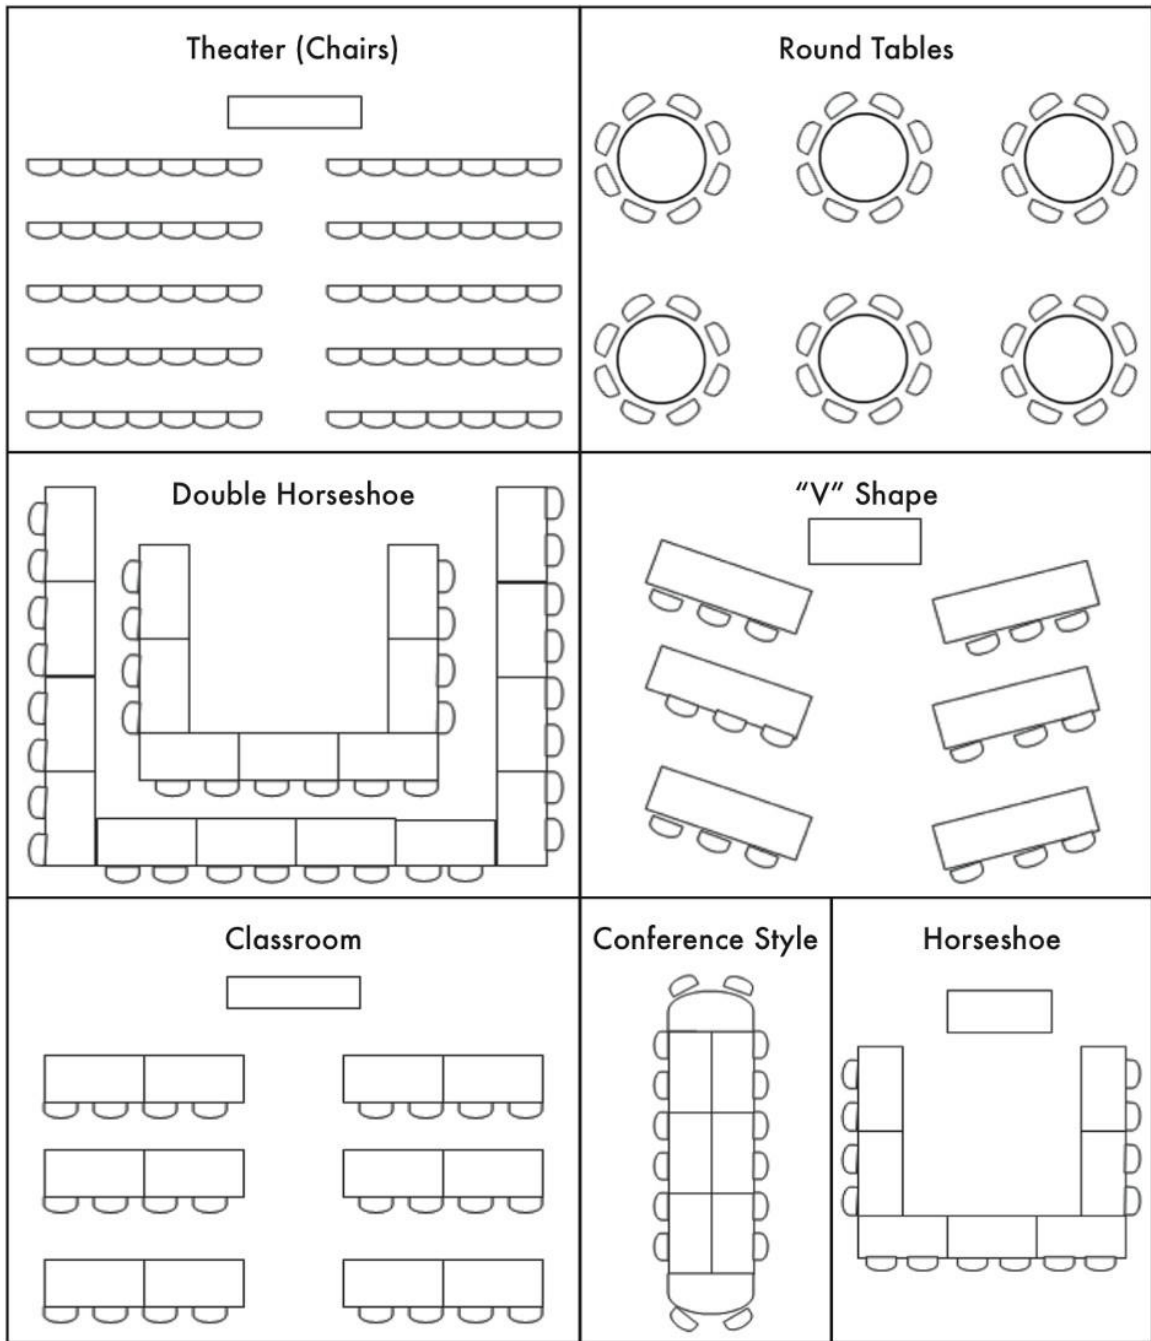 Theater (Chairs)
Round Tables
Double Horseshoe
“V” Shape
Classroom
Conference Style
Horseshoe